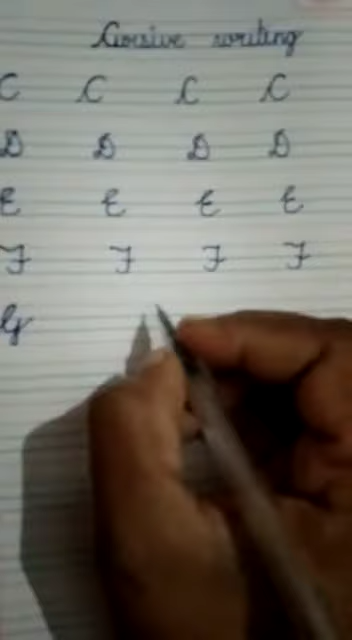 Cursive writing
C C C C
D D D D
E E E E
F F F F
G